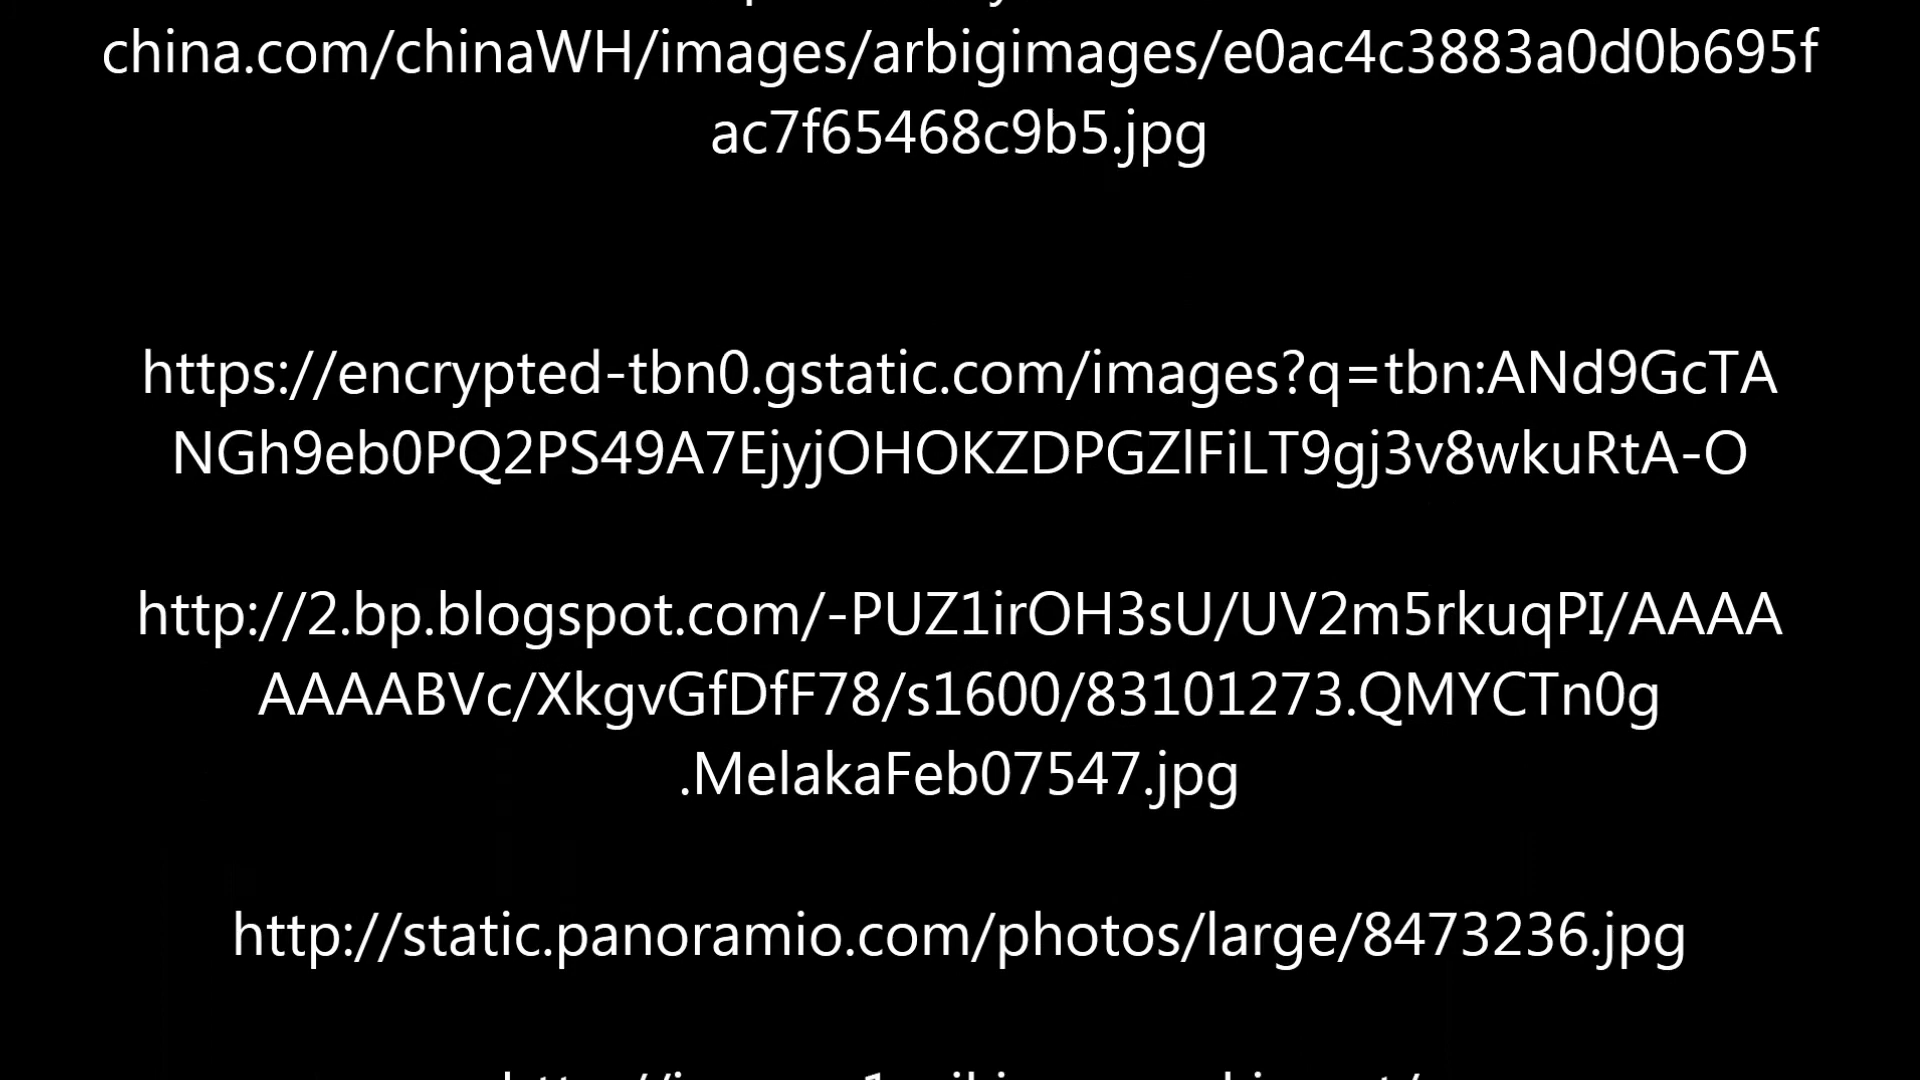 china.com/chinaWH/images/arbigimages/e0ac4c3883a0d0b695f
ac7f65468c9b5.jpg
https://encrypted-tbn0.gstatic.com/images?q=tbn:ANd9GcTA
NGh9eb0PQ2PS49A7EjyjOHOKZDPGZlFiLT9gj3v8wkuRtA-O
http://2.bp.blogspot.com/-PUZ1irOH3sU/UV2m5rkuqPI/AAAA
AAAABVc/XkgvGfDfF78/s1600/83101273.QMYCTn0g
.MelakaFeb07547.jpg
http://static.panoramio.com/photos/large/8473236.jpg